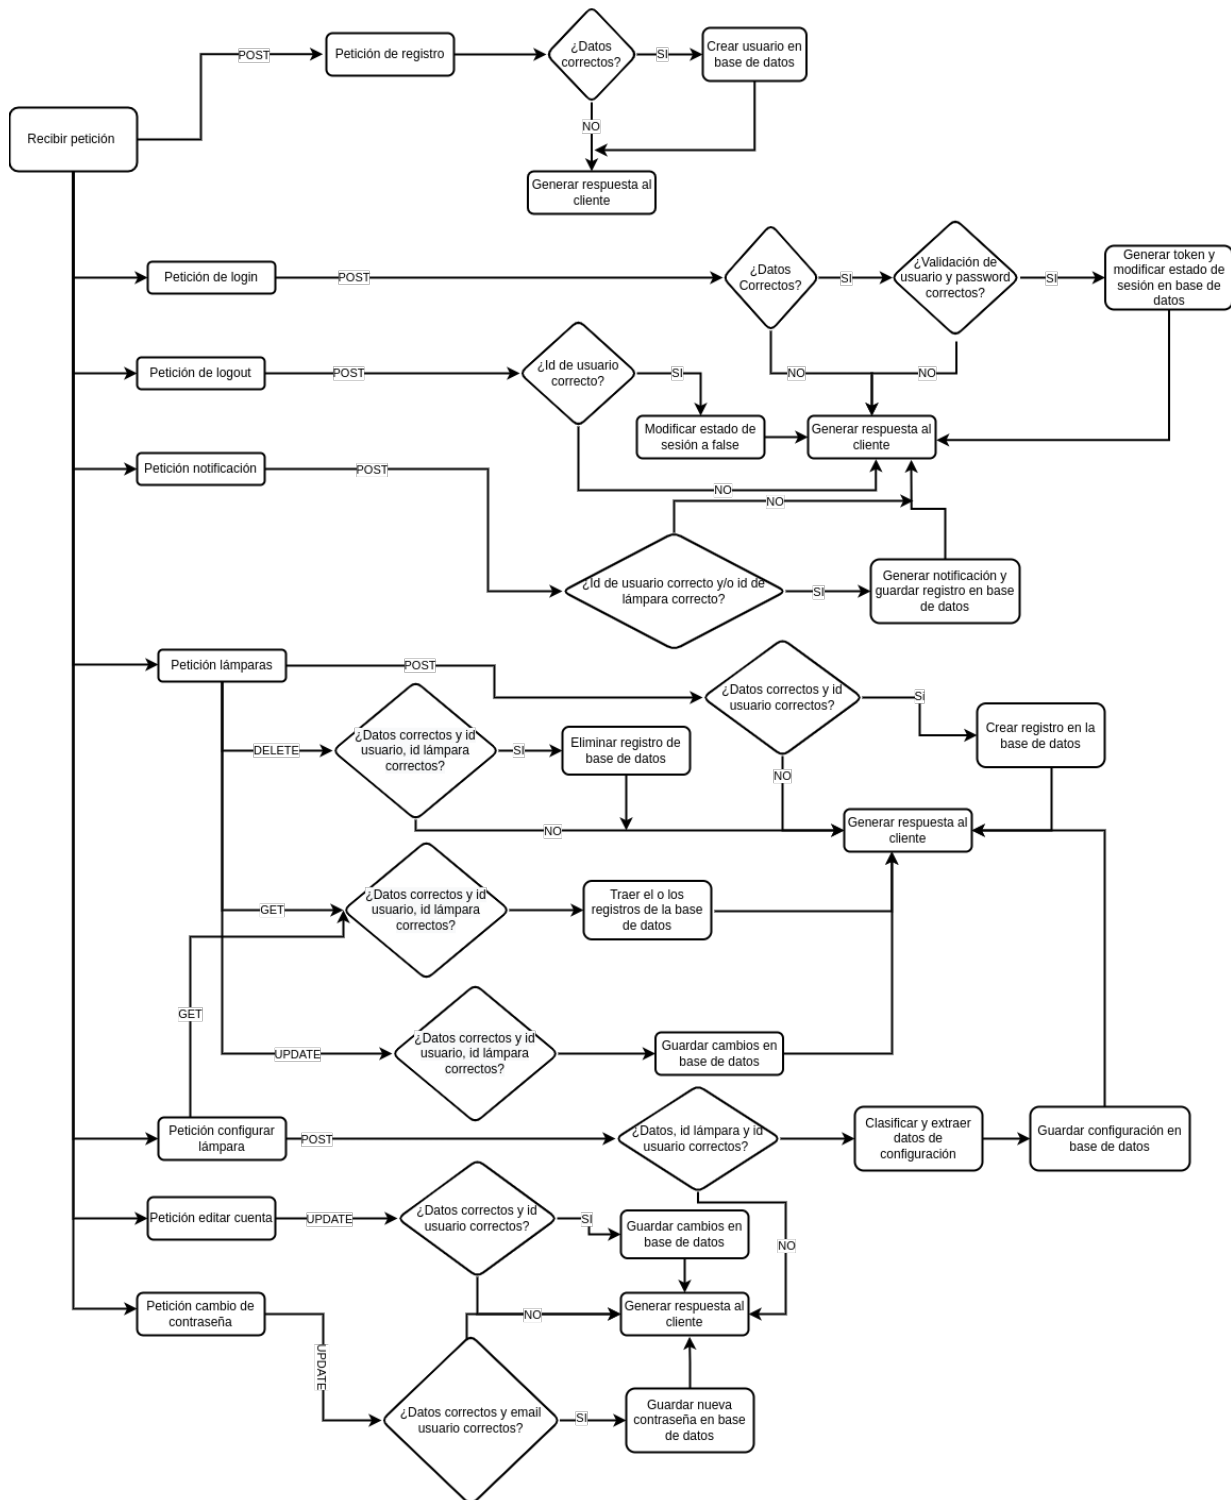 ¿Datos
correctos?
SI
Crear usuario en
base de datos
POST
Petición de registro
NO
Recibir petición
Generar respuesta al
cliente
Petición de login
POST
¿Datos
Correctos?
SI
¿Validación de
usuario y password
correctos?
SI
Generar token y
modificar estado de
sesión en base de
datos
NO
NO
Petición de logout
POST
¿Id de usuario
correcto?
SI
Modificar estado de
sesión a false
Generar respuesta al
cliente
NO
Petición notificación
POST
NO
¿Id de usuario correcto y/o id de
lámpara correcto?
SI
Generar notificación y
guardar registro en base
de datos
Petición lámparas
POST
¿Datos correctos y id
usuario correctos?
SI
Crear registro en la
base de datos
NO
DELETE
¿Datos correctos y id
usuario, id lámpara
correctos?
SI
Eliminar registro de
base de datos
NO
Generar respuesta al
cliente
GET
¿Datos correctos y id
usuario, id lámpara
correctos?
Traer el o los
registros de la base
de datos
GET
UPDATE
¿Datos correctos y id
usuario, id lámpara
correctos?
Guardar cambios en
base de datos
Petición configurar
lámpara
POST
¿Datos, id lámpara y id
usuario correctos?
Clasificar y extraer
datos de
configuración
Guardar configuración en
base de datos
NO
Petición editar cuenta
UPDATE
¿Datos correctos y id
usuario correctos?
SI
Guardar cambios en
base de datos
NO
Generar respuesta al
cliente
Petición cambio de
contraseña
UPDATE
¿Datos correctos y email
usuario correctos?
SI
Guardar nueva
contraseña en base
de datos